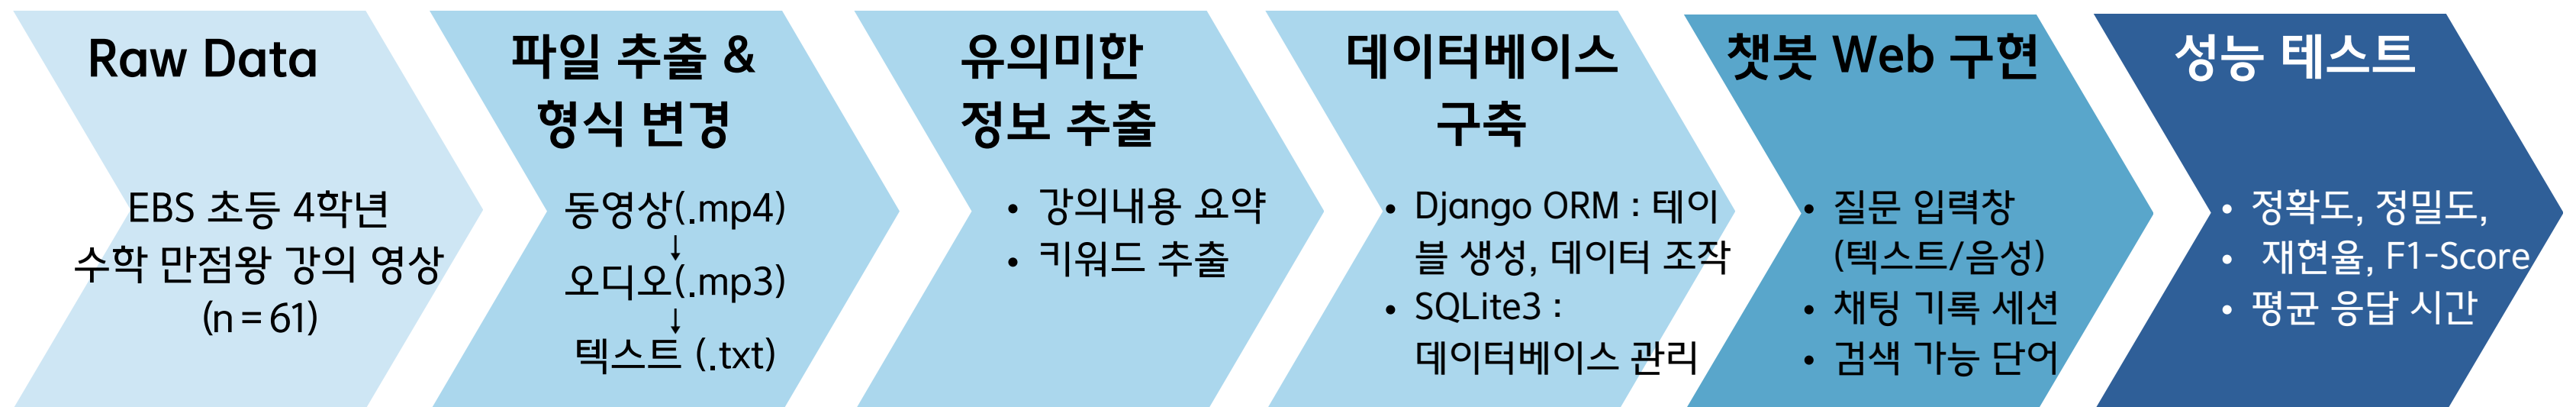 Raw Data
EBS 초등 4학년
수학 만점왕 강의 영상
(n = 61)
파일 추출 &
형식 변경
동영상(.mp4)
↓
오디오(.mp3)
↓
텍스트 (.txt)
유의미한
정보 추출
• 강의내용 요약
• 키워드 추출
데이터베이스
구축
• Django ORM : 테이
블 생성, 데이터 조작
• SQLite3 :
데이터베이스 관리
챗봇 Web 구현
• 질문 입력창
(텍스트/음성)
• 채팅 기록 세션
• 검색 가능 단어
성능 테스트
• 정확도, 정밀도,
• 재현율, F1-Score
• 평균 응답 시간